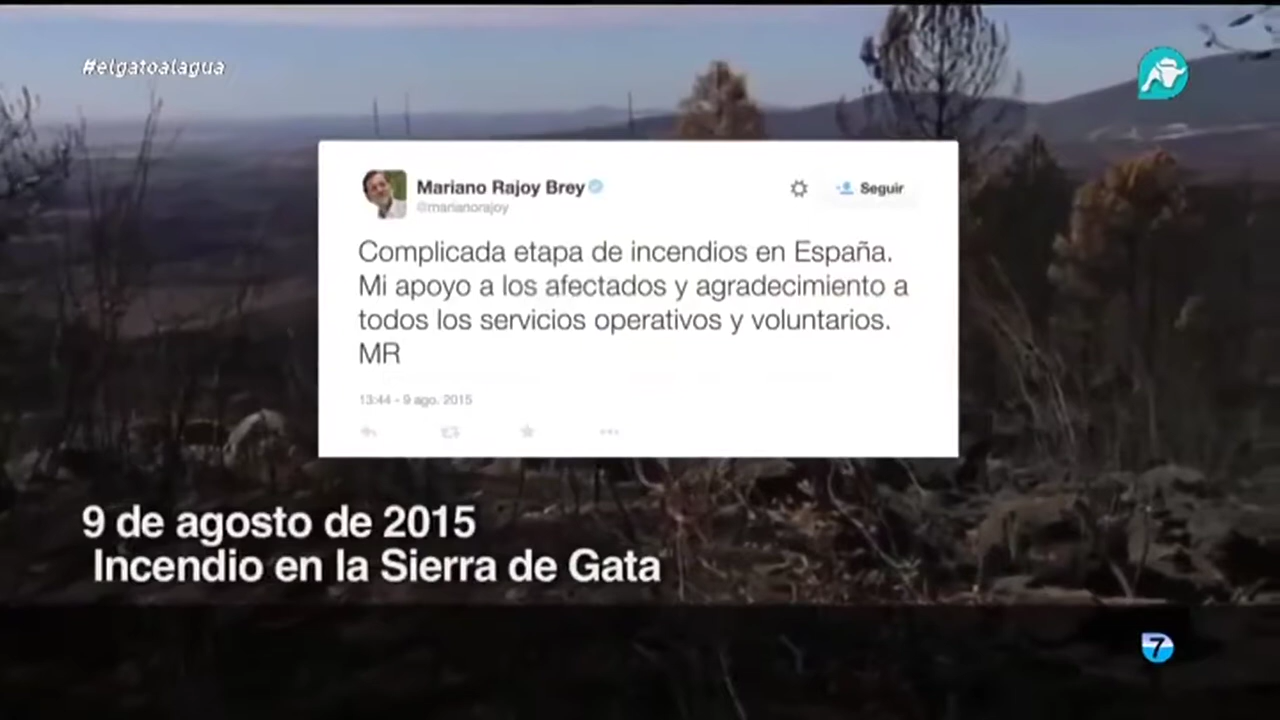 #elgatoalagua
Mariano Rajoy Brey
@marianorajoy
Seguir
Complicada etapa de incendios en España.
Mi apoyo a los afectados y agradecimiento a
todos los servicios operativos y voluntarios.
MR
13:44 - 9 ago. 2015
9 de agosto de 2015
Incendio en la Sierra de Gata
7